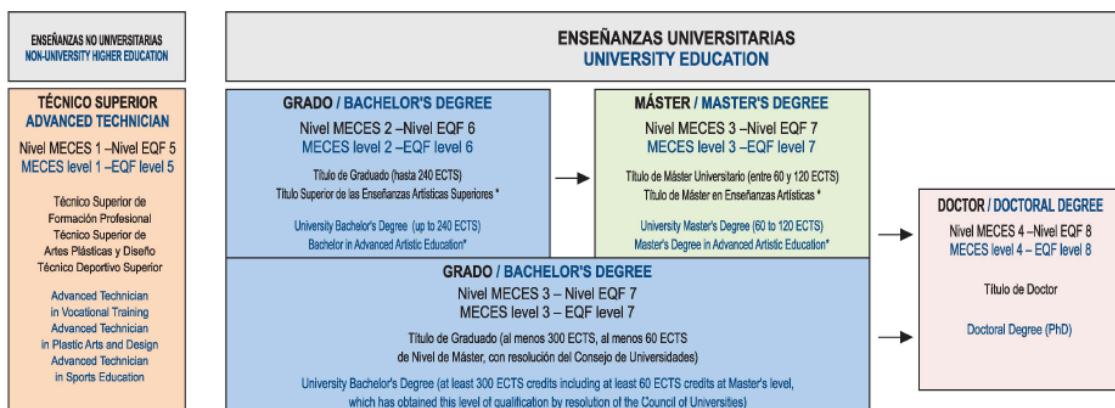 ENSEÑANZAS NO UNIVERSITARIAS
NON-UNIVERSITY HIGHER EDUCATION
ENSEÑANZAS UNIVERSITARIAS
UNIVERSITY EDUCATION
TÉCNICO SUPERIOR
ADVANCED TECHNICIAN
Nivel MECES 1 –Nivel EQF 5
MECES level 1 –EQF level 5
Técnico Superior de
Formación Profesional
Técnico Superior de
Artes Plásticas y Diseño
Técnico Deportivo Superior
Advanced Technician
in Vocational Training
Advanced Technician
in Plastic Arts and Design
Advanced Technician
in Sports Education
GRADO / BACHELOR'S DEGREE
Nivel MECES 2 –Nivel EQF 6
MECES level 2 –EQF level 6
Título de Graduado (hasta 240 ECTS)
Título Superior de las Enseñanzas Artísticas Superiores *
University Bachelor's Degree (up to 240 ECTS)
Bachelor in Advanced Artistic Education*
MÁSTER / MASTER'S DEGREE
Nivel MECES 3 –Nivel EQF 7
MECES level 3 –EQF level 7
Título de Máster Universitario (entre 60 y 120 ECTS)
Título de Máster en Enseñanzas Artísticas *
University Master's Degree (60 to 120 ECTS)
Master's Degree in Advanced Artistic Education*
GRADO / BACHELOR'S DEGREE
Nivel MECES 3 – Nivel EQF 7
MECES level 3 – EQF level 7
Título de Graduado (al menos 300 ECTS, al menos 60 ECTS
de Nivel de Máster, con resolución del Consejo de Universidades)
University Bachelor's Degree (at least 300 ECTS credits including at least 60 ECTS credits at Master's level,
which has obtained this level of qualification by resolution of the Council of Universities)
DOCTOR / DOCTORAL DEGREE
Nivel MECES 4 –Nivel EQF 8
MECES level 4 – EQF level 8
Título de Doctor
Doctoral Degree (PhD)